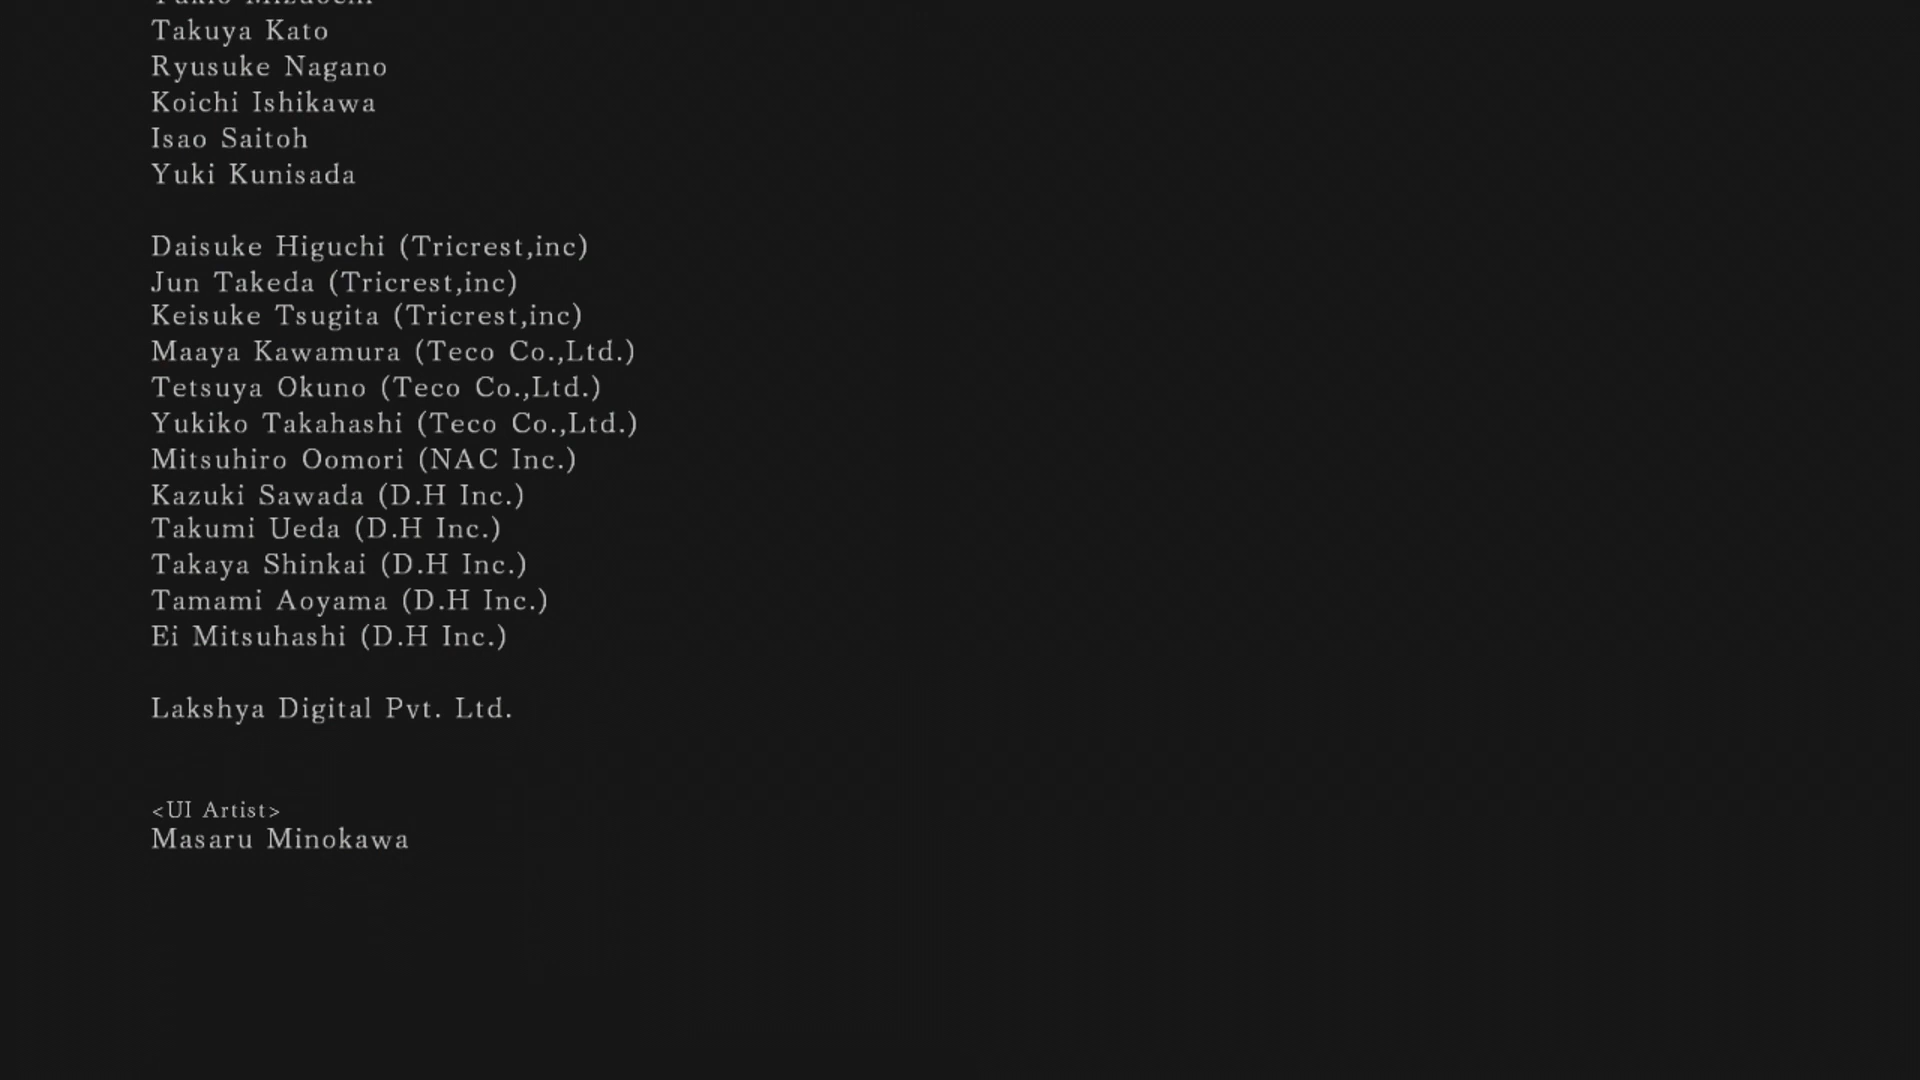 Takuya Kato
Ryusuke Nagano
Koichi Ishikawa
Isao Saitoh
Yuki Kunisada
Daisuke Higuchi (Tricrest,inc)
Jun Takeda (Tricrest,inc)
Keisuke Tsugita (Tricrest,inc)
Maaya Kawamura (Teco Co.,Ltd.)
Tetsuya Okuno (Teco Co.,Ltd.)
Yukiko Takahashi (Teco Co.,Ltd.)
Mitsuhiro Oomori (NAC Inc.)
Kazuki Sawada (D.H Inc.)
Takumi Ueda (D.H Inc.)
Takaya Shinkai (D.H Inc.)
Tamami Aoyama (D.H Inc.)
Ei Mitsuhashi (D.H Inc.)
Lakshya Digital Pvt. Ltd.
<UI Artist>
Masaru Minokawa